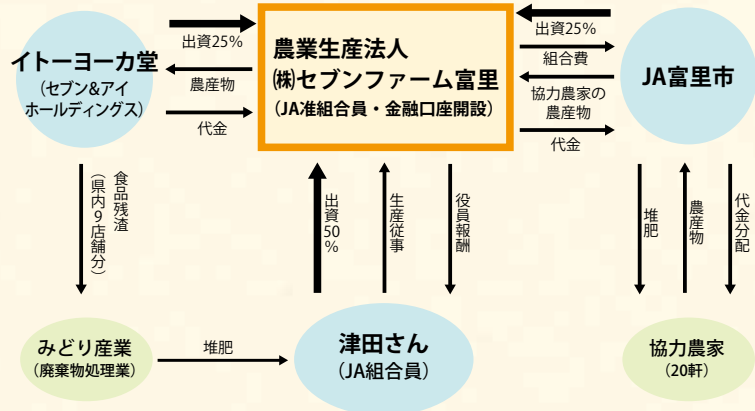 出資25%
イトーヨーカ堂
(セブン&アイ
ホールディングス)
農産物
代金
農業生産法人
㈱セブンファーム富里
(JA准組合員・金融口座開設)
出資25%
組合費
協力農家の
農産物
代金
JA富里市
食品残渣
(県内9店舗分)
出資50%
生産従事
役員報酬
堆肥
農産物
代金分配
みどり産業
(廃棄物処理業)
堆肥
津田さん
(JA組合員)
協力農家
(20軒)